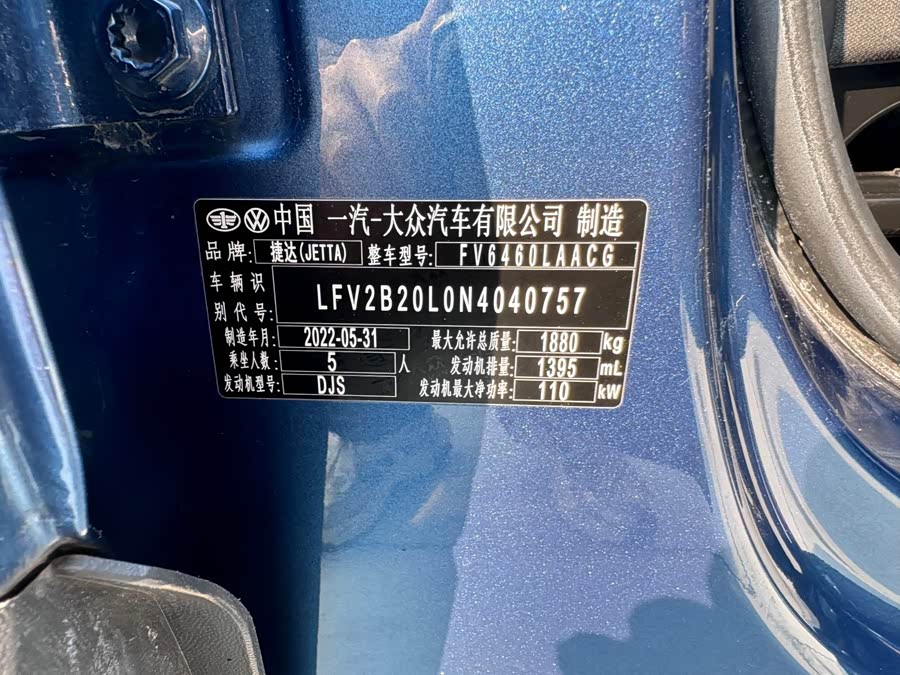 中国 一汽-大众汽车有限公司 制造
品牌: 捷达(JETTA) 整车型号: FV6460LAACG
车辆识别代号: LFV2B20L0N4040757
制造年月: 2022-05-31 最大允许总质量: 1880 kg
乘坐人数: 5 人 发动机排量: 1395 mL
发动机型号: DJS 发动机最大净功率: 110 kW